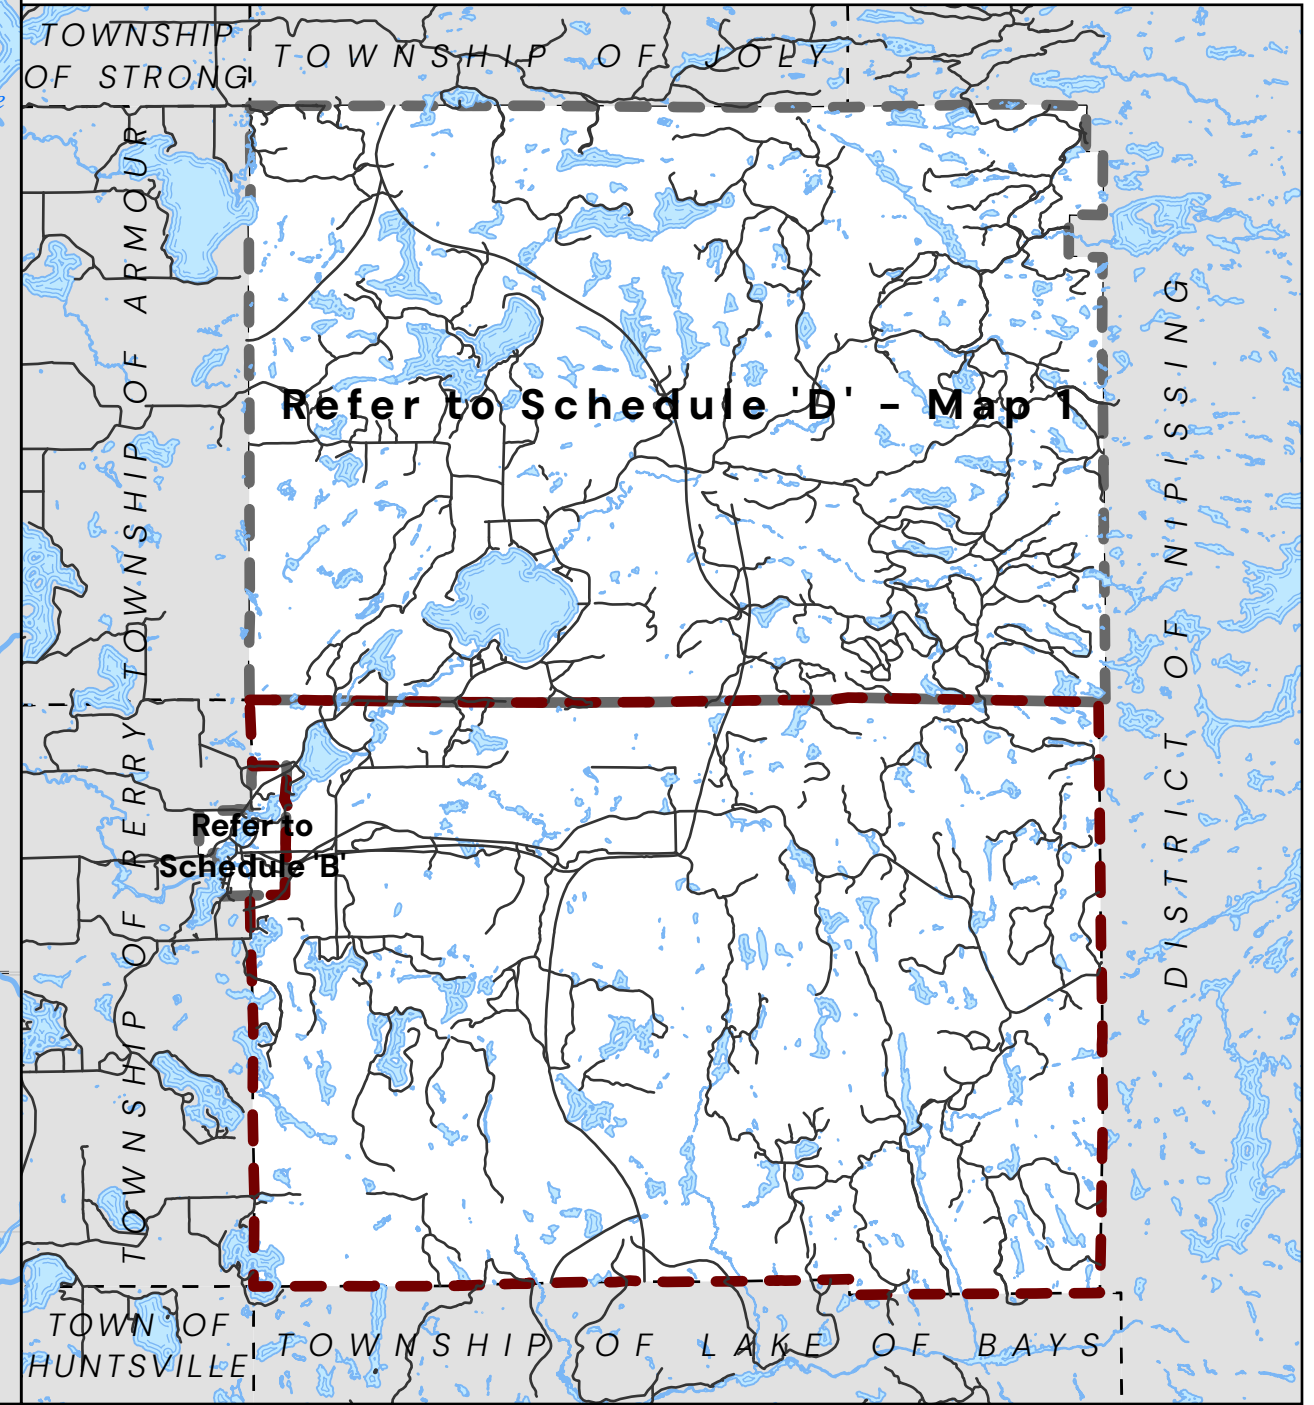 TOWNSHIP
OF STRONG
TOWNSHIP OF JOLY
TOWNSHIP OF ARMOUR
Refer to Schedule 'D' - Map 1
DISTRICT OF NIPISSING
TOWNSHIP OF PERRY
Refer to
Schedule 'B'
TOWN OF
HUNTSVILLE
TOWNSHIP OF LAKE OF BAYS